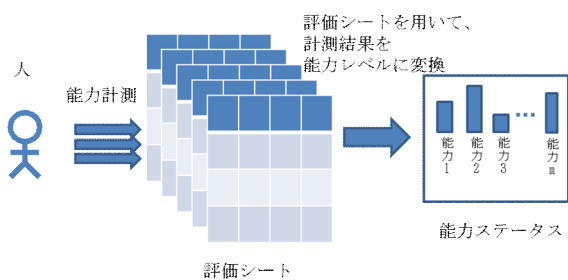 人
能力計測
評価シートを用いて、
計測結果を
能力レベルに変換
評価シート
能力1
能力2
能力3
…
能力m
能力ステータス